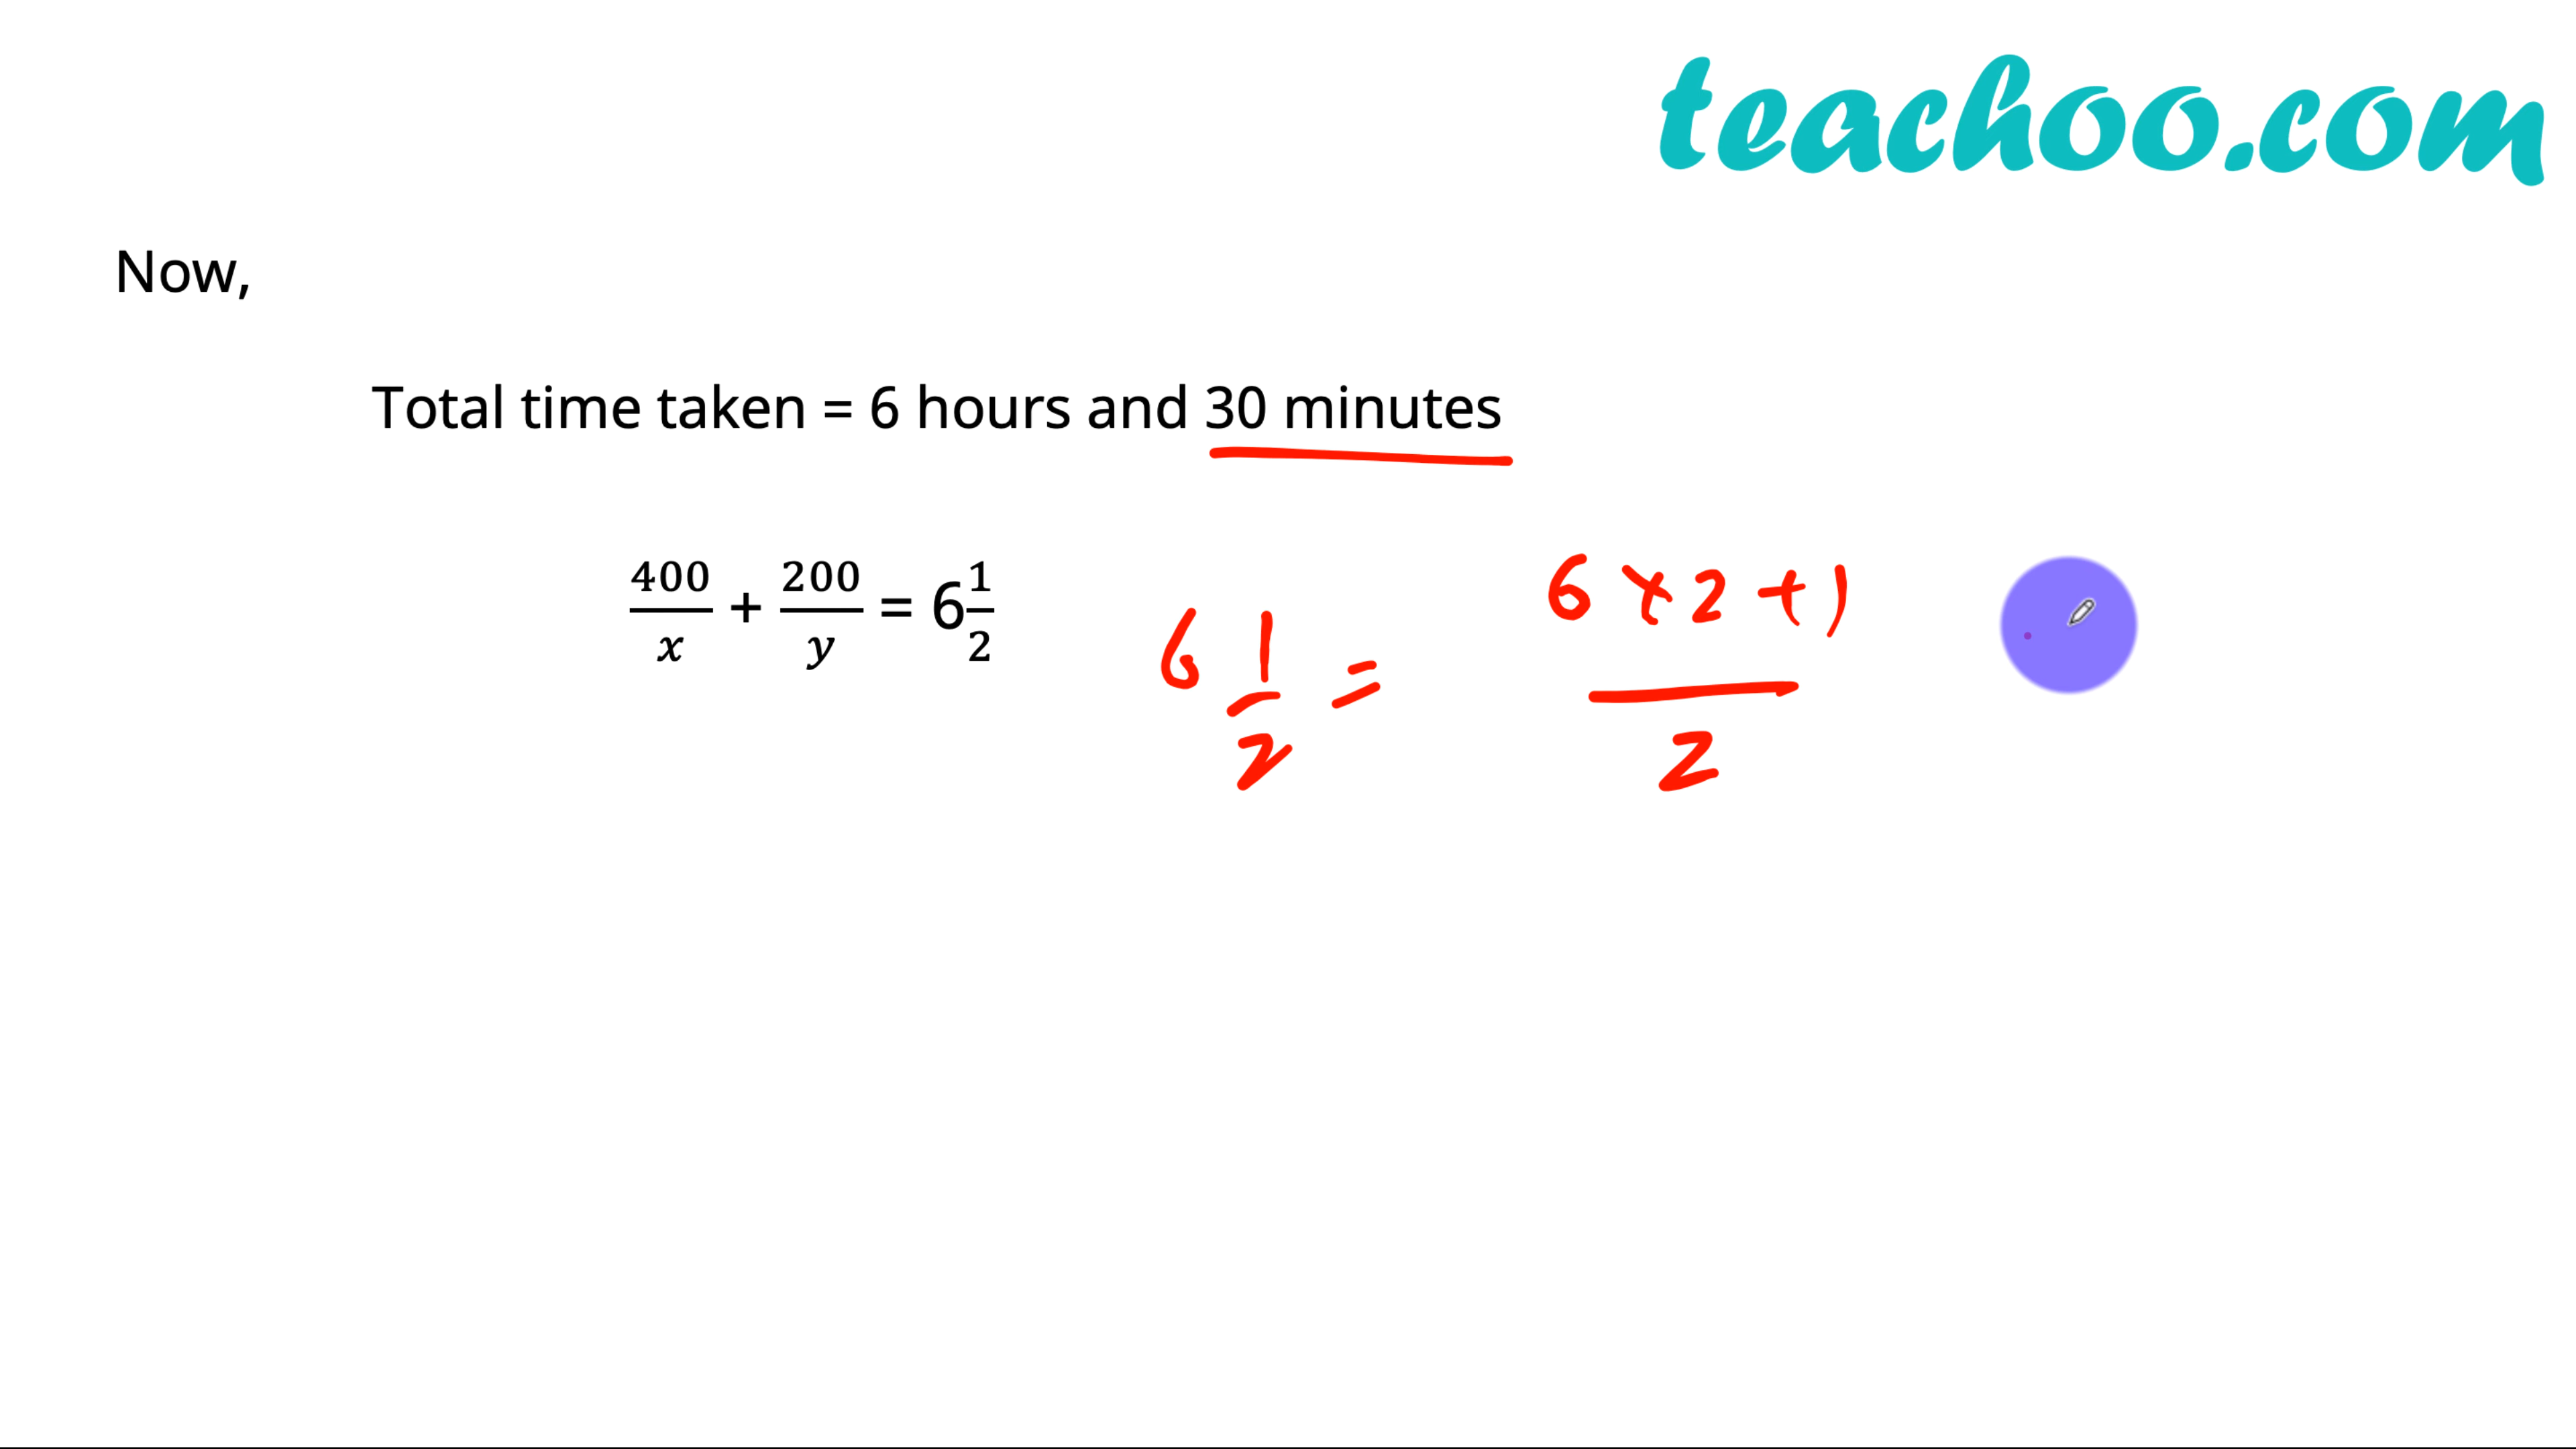 teachoo.com
Now,
Total time taken = 6 hours and 30 minutes
400/x + 200/y = 6 1/2
6 1/2 = (6 × 2 + 1)/2